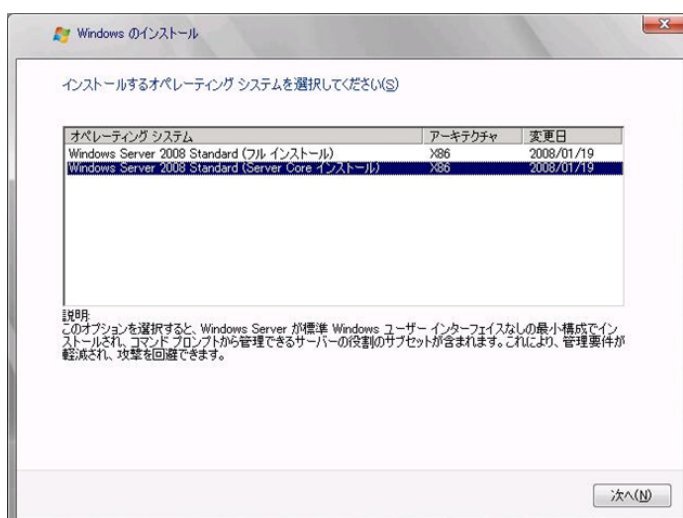 Windows のインストール
インストールするオペレーティング システムを選択してください(S)
オペレーティング システム アーキテクチャ 変更日
Windows Server 2008 Standard (フル インストール) X86 2008/01/19
Windows Server 2008 Standard (Server Core インストール) X86 2008/01/19
説明:
このオプションを選択すると、Windows Server が標準 Windows ユーザー インターフェイスなしの最小構成でイン
ストールされ、コマンド プロンプトから管理できるサーバーの役割のサブセットが含まれます。これにより、管理要件が
軽減され、攻撃を回避できます。
次へ(N)